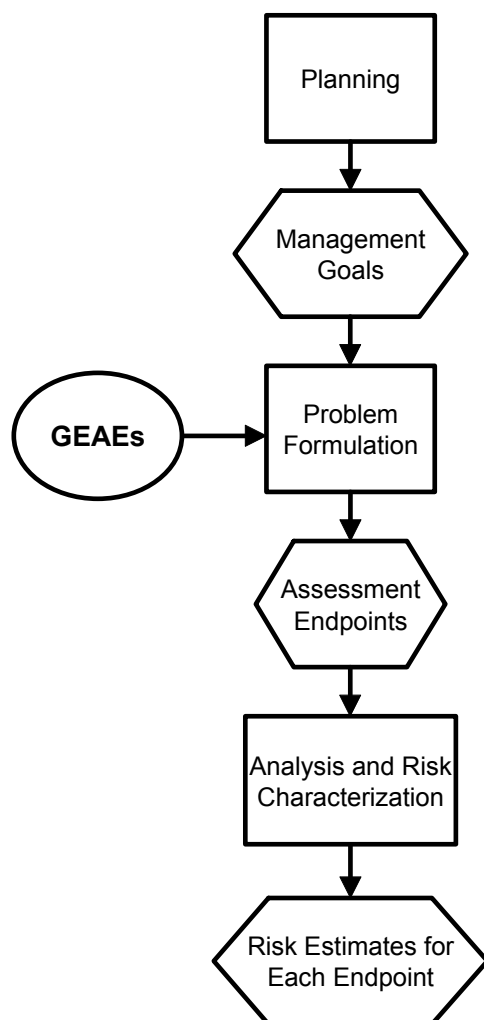 Planning
Management
Goals
GEAEs
Problem
Formulation
Assessment
Endpoints
Analysis and Risk
Characterization
Risk Estimates for
Each Endpoint